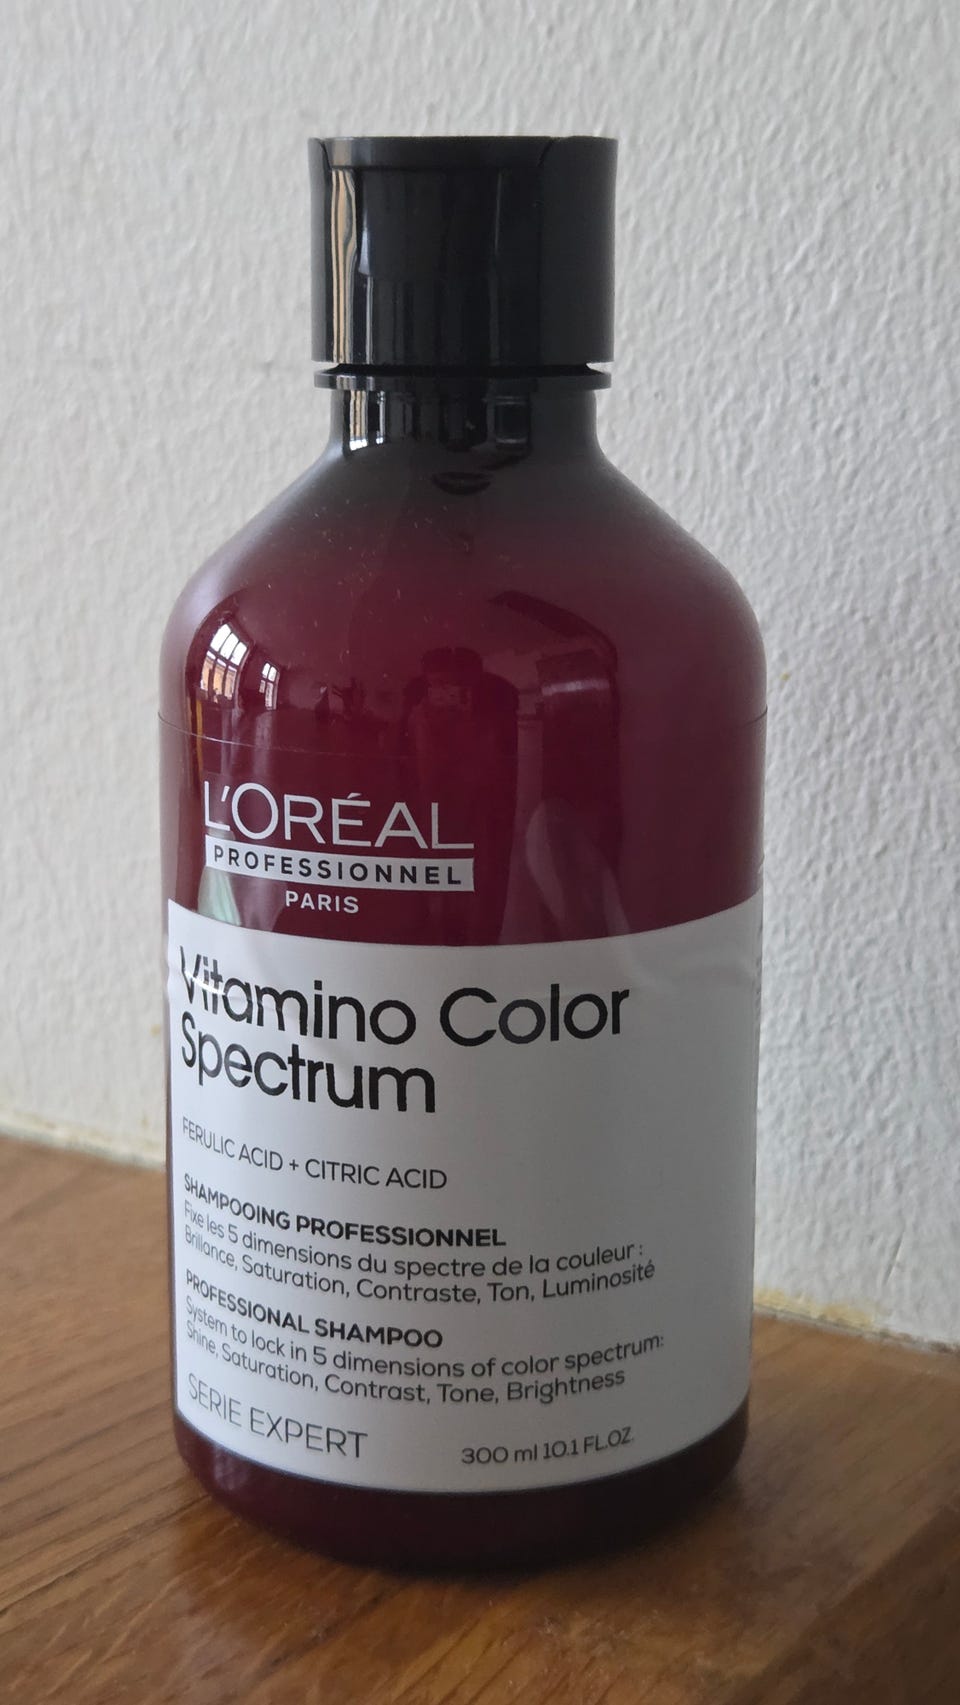 L'ORÉAL
PROFESSIONNEL
PARIS
Vitamino Color
Spectrum
FERULIC ACID + CITRIC ACID
SHAMPOOING PROFESSIONNEL
Fixe les 5 dimensions du spectre de la couleur :
Brillance, Saturation, Contraste, Ton, Luminosité
PROFESSIONAL SHAMPOO
System to lock in 5 dimensions of color spectrum:
Shine, Saturation, Contrast, Tone, Brightness
SERIE EXPERT
300 ml 10.1 FL.OZ.